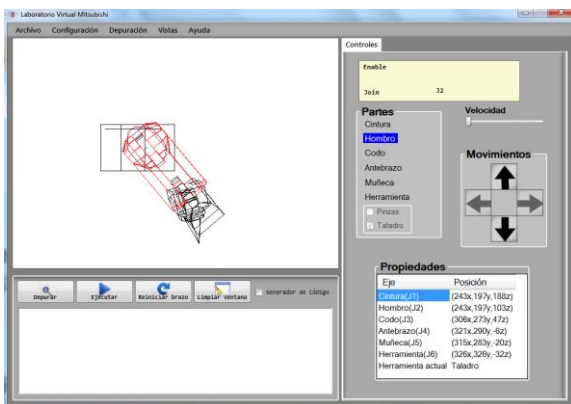 Laboratorio Virtual Mitsubishi
Archivo Configuración Depuración Vistas Ayuda
Controles
Enable
Join J2
Partes
Cintura
Hombro
Codo
Antebrazo
Muñeca
Herramienta
Pinzas
Taladro
Velocidad
Movimientos
Depurar Ejecutar Reiniciar brazo Limpiar ventana Generador de Código
Propiedades
Eje Posición
Cintura(J1) (243x,197y,188z)
Hombro(J2) (243x,197y,103z)
Codo(J3) (306x,273y,47z)
Antebrazo(J4) (321x,290y,-6z)
Muñeca(J5) (315x,283y,-20z)
Herramienta(J6) (326x,326y,-32z)
Herramienta actual Taladro